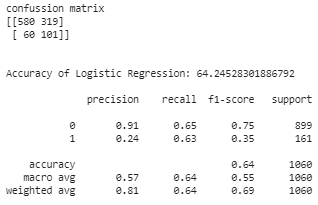 confussion matrix
[[580 319]
[ 60 101]]
Accuracy of Logistic Regression: 64.24528301886792
precision recall f1-score support
0 0.91 0.65 0.75 899
1 0.24 0.63 0.35 161
accuracy 0.64 1060
macro avg 0.57 0.64 0.55 1060
weighted avg 0.81 0.64 0.69 1060